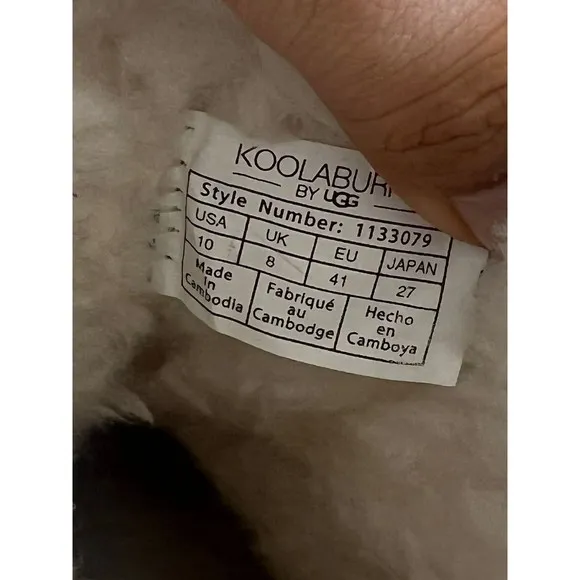 KOOLABUR
BY UGG
Style Number: 1133079
USA UK EU JAPAN
10 8 41 27
Made in Cambodia
Fabriqué au Cambodge
Hecho en Camboya